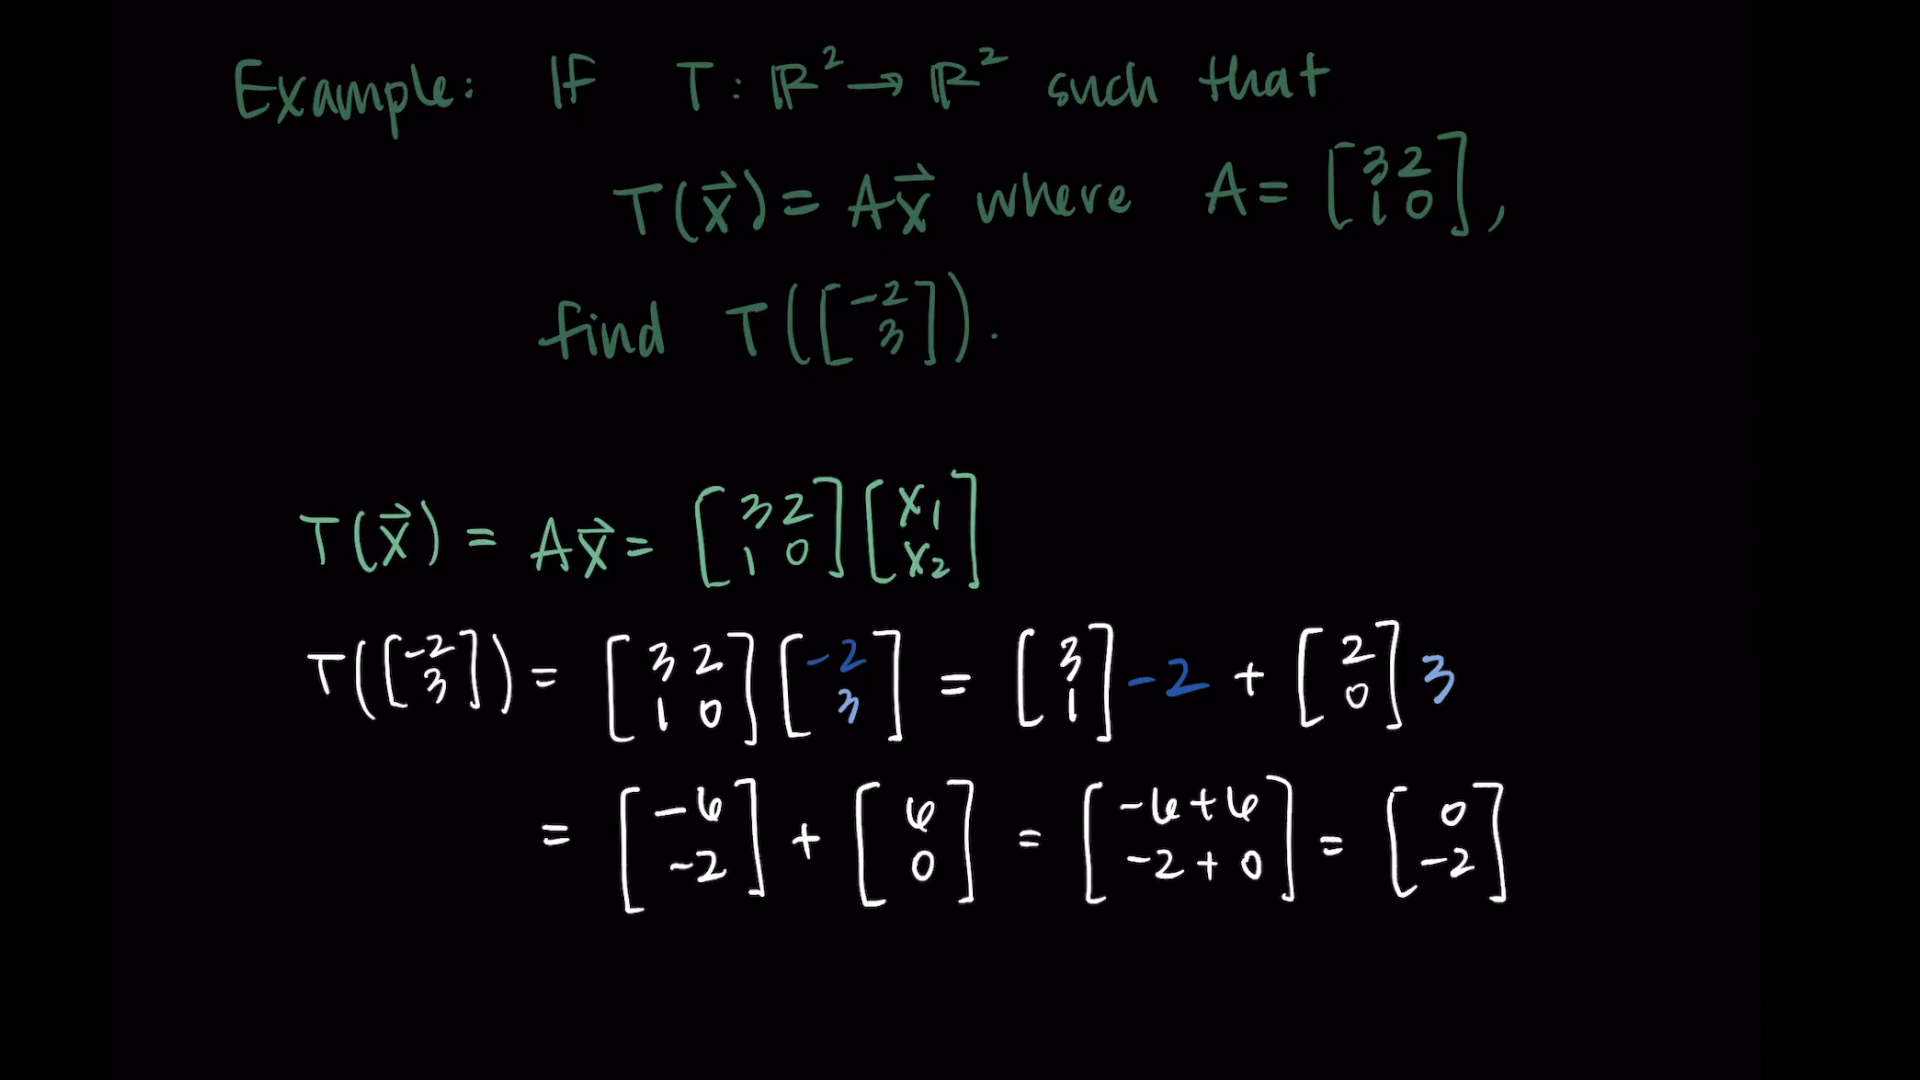 Example: If T: ℝ² → ℝ² such that
T(x⃗) = Ax⃗ where A = [3 2; 1 0],
find T([-2; 3]).
T(x⃗) = Ax⃗ = [3 2; 1 0][x₁; x₂]
T([-2; 3]) = [3 2; 1 0][-2; 3] = [3; 1] -2 + [2; 0] 3
= [-6; -2] + [6; 0] = [-6+6; -2+0] = [0; -2]